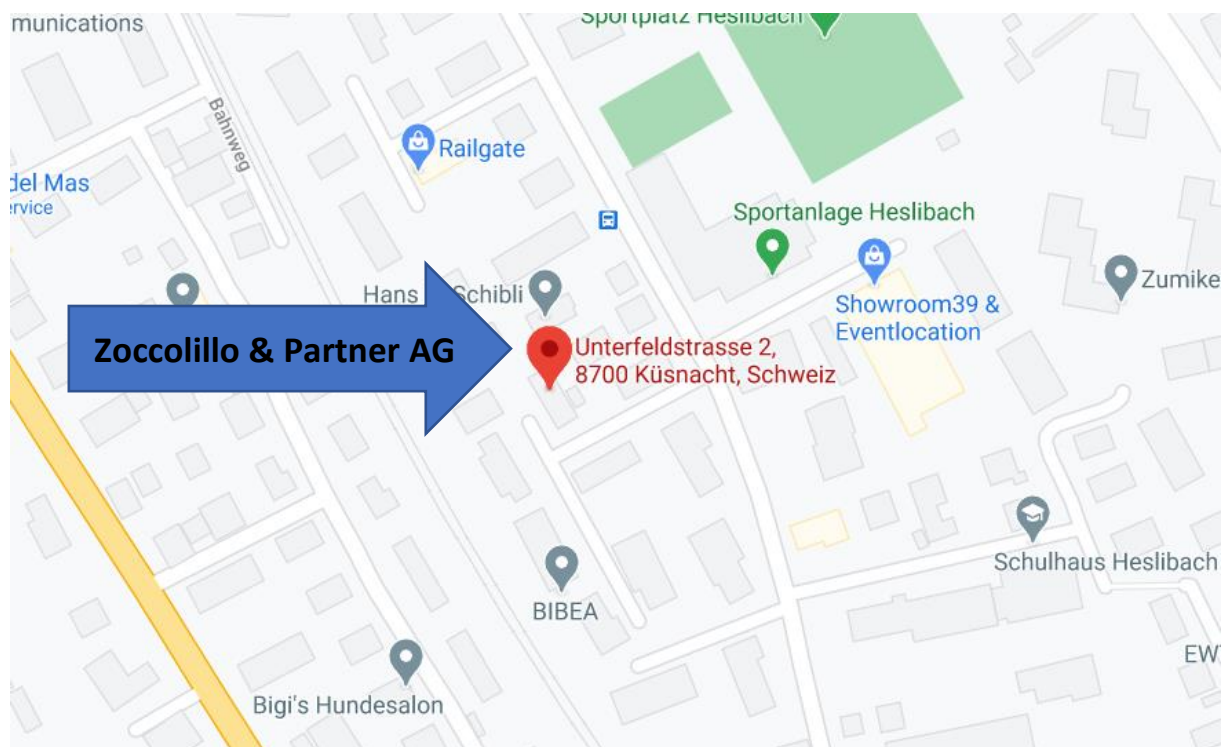 munications
Sportplatz Heslibach
Bahnweg
Railgate
del Mas
ervice
Sportanlage Heslibach
Zumike
Hans
Schibli
Showroom39 &
Eventlocation
Zoccolillo & Partner AG
Unterfeldstrasse 2,
8700 Küsnacht, Schweiz
Schulhaus Heslibach
BIBEA
EW
Bigi's Hundesalon